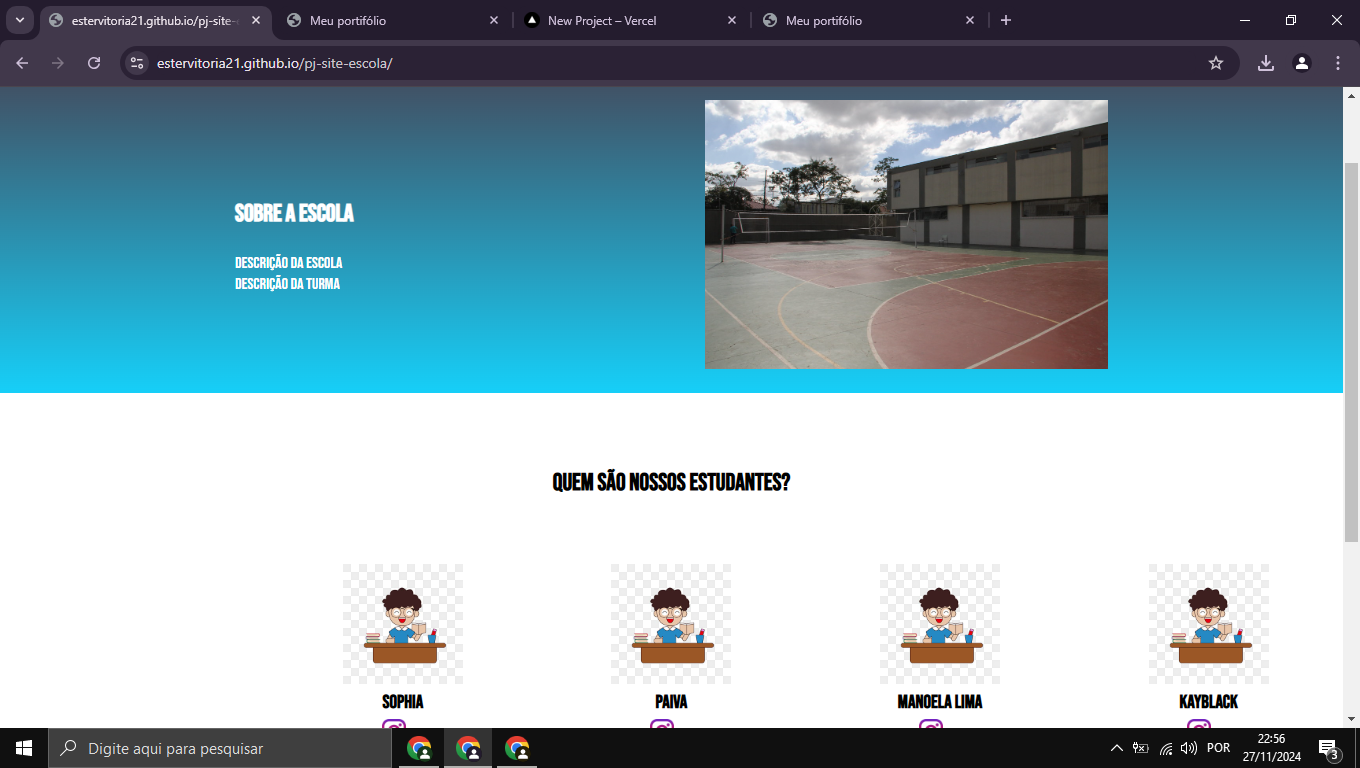 estervitoria21.github.io/pj-site-
Meu portifólio
New Project – Vercel
Meu portifólio
estervitoria21.github.io/pj-site-escola/
SOBRE A ESCOLA
DESCRIÇÃO DA ESCOLA
DESCRIÇÃO DA TURMA
QUEM SÃO NOSSOS ESTUDANTES?
SOPHIA
PAIVA
MANOELA LIMA
KAYBLACK
Digite aqui para pesquisar
POR
22:56
27/11/2024
3